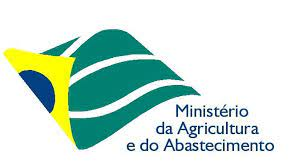 Ministério
da Agricultura
e do Abastecimento